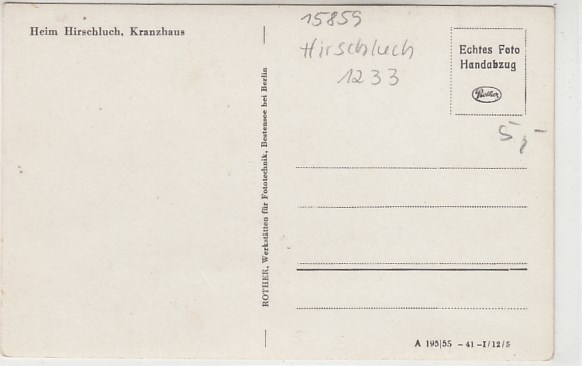 Heim Hirschluch, Kranzhaus
15859
Hirschluch
1233
Echtes Foto
Handabzug
Rother
5,-
ROTHER, Werkstätten für Fototechnik, Bestensee bei Berlin
A 195|55 - 41 -I/12/5